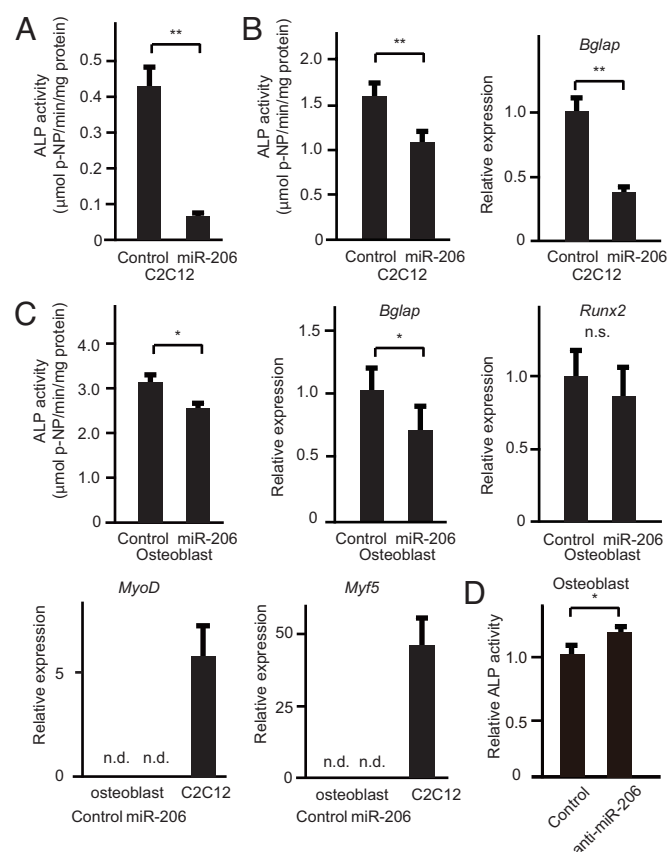 A
ALP activity
(µmol p-NP/min/mg protein)
0.5
0.4
0.3
0.2
0.1
0
**
Control miR-206
C2C12
B
ALP activity
(µmol p-NP/min/mg protein)
2.0
1.5
1.0
0.5
0
**
Control miR-206
C2C12
Bglap
Relative expression
1.0
0.5
0
**
Control miR-206
C2C12
C
ALP activity
(µmol p-NP/min/mg protein)
4.0
3.0
2.0
1.0
0
*
Control miR-206
Osteoblast
Bglap
Relative expression
1.5
1.0
0.5
0
*
Control miR-206
Osteoblast
Runx2
n.s.
Relative expression
1.0
0.5
0
Control miR-206
Osteoblast
MyoD
Relative expression
5
0
n.d. n.d.
osteoblast C2C12
Control miR-206
Myf5
Relative expression
50
25
0
n.d. n.d.
osteoblast C2C12
Control miR-206
D
Osteoblast
*
Relative ALP activity
1.0
0.5
0
Control
anti-miR-206